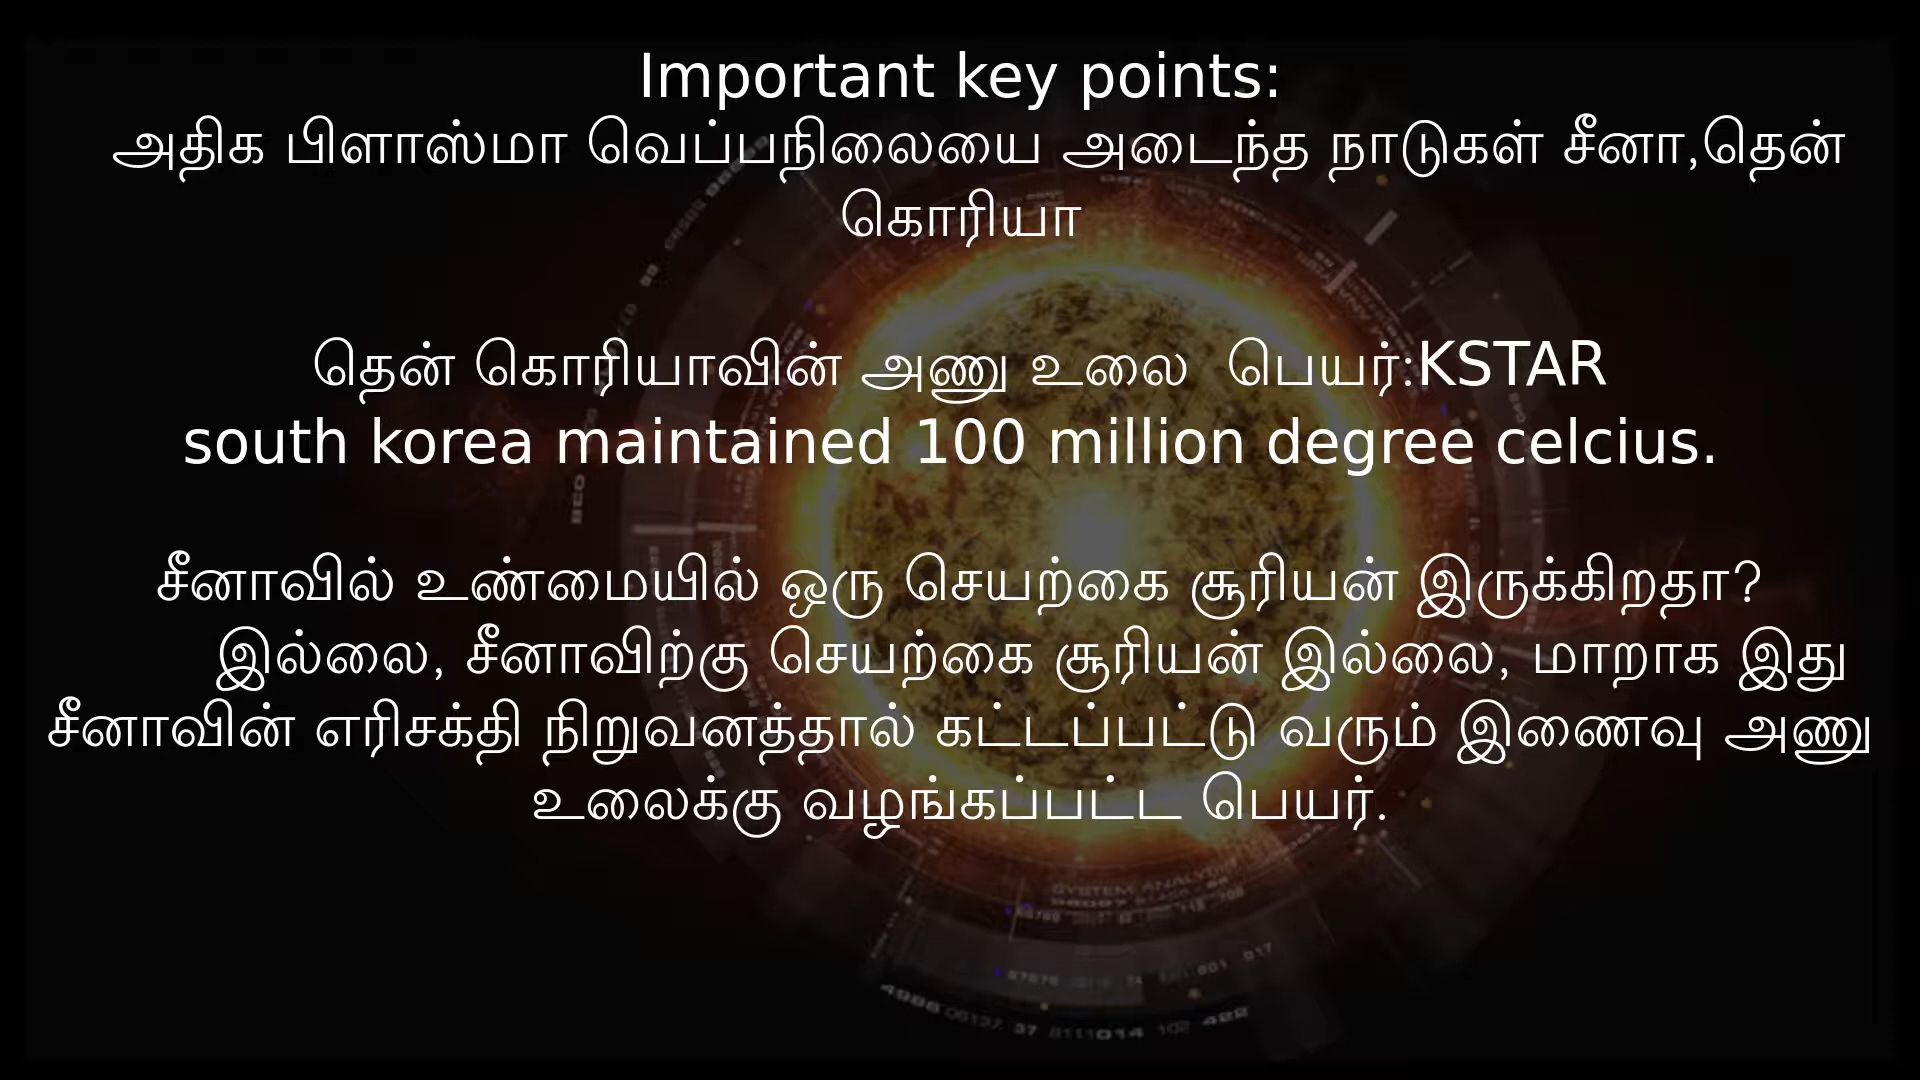 Important key points:
அதிக பிளாஸ்மா வெப்பநிலையை அடைந்த நாடுகள் சீனா,தென்
கொரியா
தென் கொரியாவின் அணு உலை பெயர்:KSTAR
south korea maintained 100 million degree celcius.
சீனாவில் உண்மையில் ஒரு செயற்கை சூரியன் இருக்கிறதா?
இல்லை, சீனாவிற்கு செயற்கை சூரியன் இல்லை, மாறாக இது
சீனாவின் எரிசக்தி நிறுவனத்தால் கட்டப்பட்டு வரும் இணைவு அணு
உலைக்கு வழங்கப்பட்ட பெயர்.